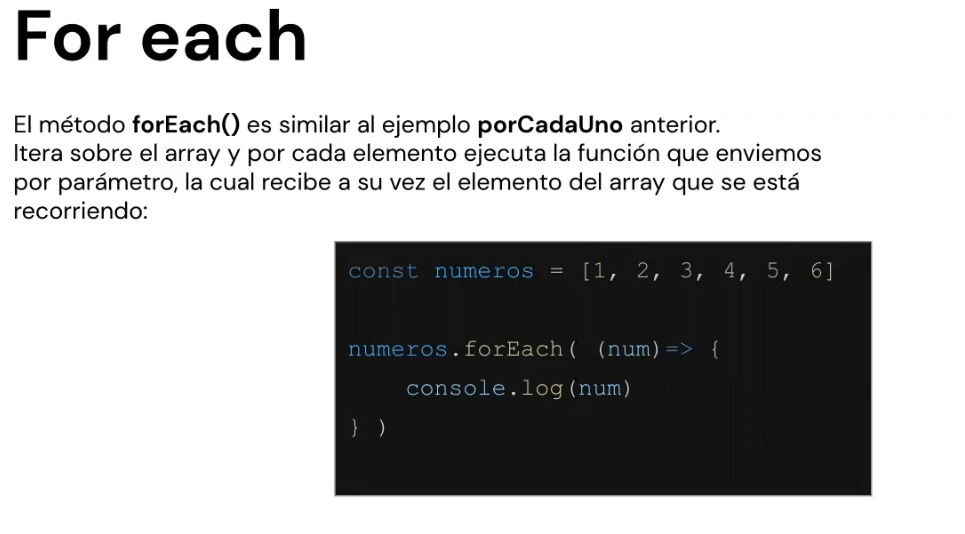 For each
El método forEach() es similar al ejemplo porCadaUno anterior.
Itera sobre el array y por cada elemento ejecuta la función que enviemos
por parámetro, la cual recibe a su vez el elemento del array que se está
recorriendo:
const numeros = [1, 2, 3, 4, 5, 6]
numeros.forEach( (num)=> {
    console.log(num)
} )